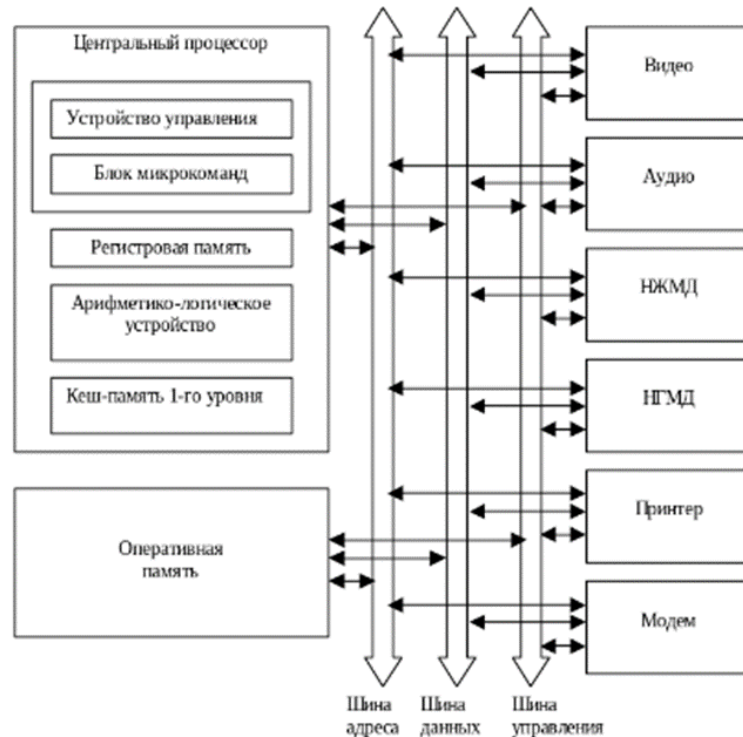 Центральный процессор
Устройство управления
Блок микрокоманд
Регистровая память
Арифметико-логическое
устройство
Кеш-память 1-го уровня
Оперативная
память
Видео
Аудио
НЖМД
НГМД
Принтер
Модем
Шина
адреса
Шина
данных
Шина
управления